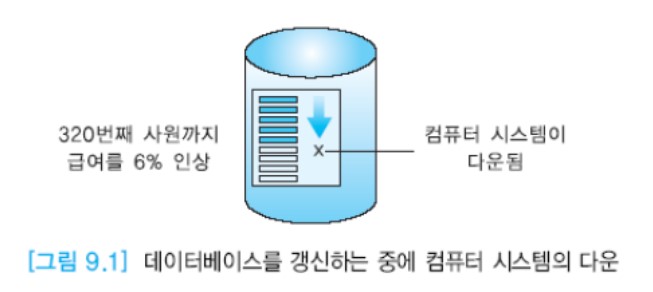 320번째 사원까지
급여를 6% 인상
x
컴퓨터 시스템이
다운됨
[그림 9.1] 데이터베이스를 갱신하는 중에 컴퓨터 시스템의 다운